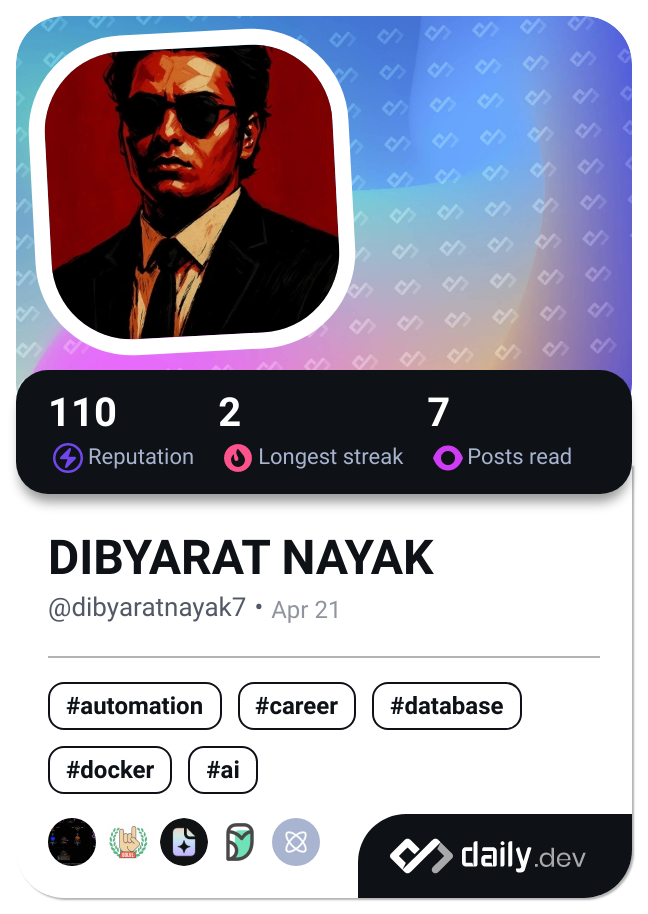 110 2 7
Reputation Longest streak Posts read
DIBYARAT NAYAK
@dibyaratnayak7 • Apr 21
#automation #career #database
#docker #ai
daily.dev